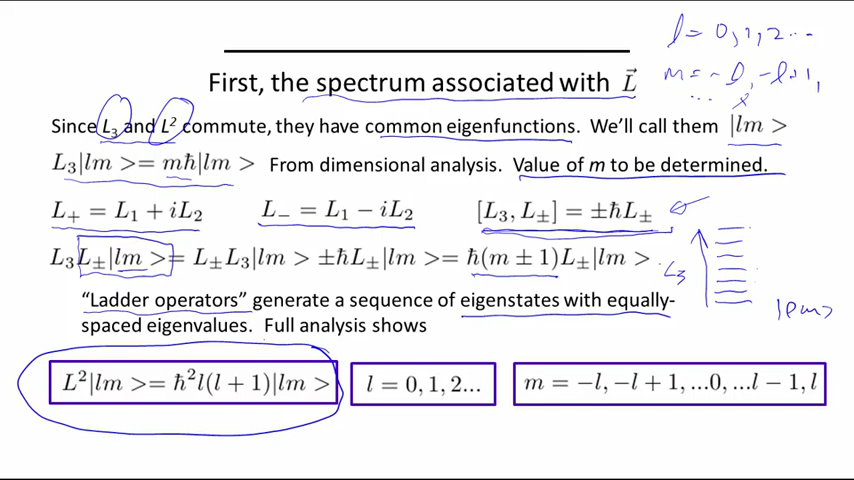 l = 0, 1, 2 ...
First, the spectrum associated with L⃗
m = -l, -l+1,
...
Since L₃ and L² commute, they have common eigenfunctions. We'll call them |lm >
L₃|lm >= mħ|lm > From dimensional analysis. Value of m to be determined.
L₊ = L₁ + iL₂ L₋ = L₁ − iL₂ [L₃, L±] = ±ħL±
L₃L±|lm >= L±L₃|lm > ±ħL±|lm >= ħ(m ± 1)L±|lm > .
L₃
"Ladder operators" generate a sequence of eigenstates with equally-
|lm>
spaced eigenvalues. Full analysis shows
L²|lm >= ħ²l(l + 1)|lm > l = 0, 1, 2... m = −l, −l + 1, ...0, ...l − 1, l